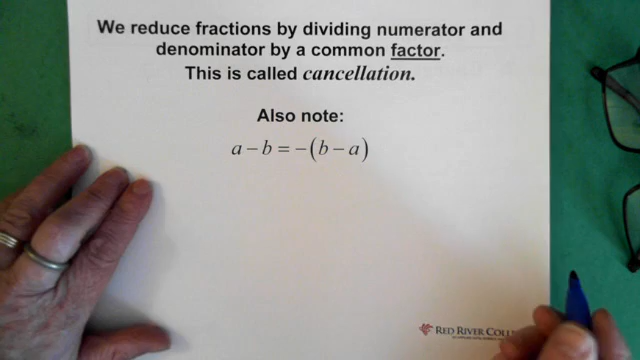 We reduce fractions by dividing numerator and
denominator by a common factor.
This is called cancellation.
Also note:
a − b = −(b − a)
RED RIVER COLL